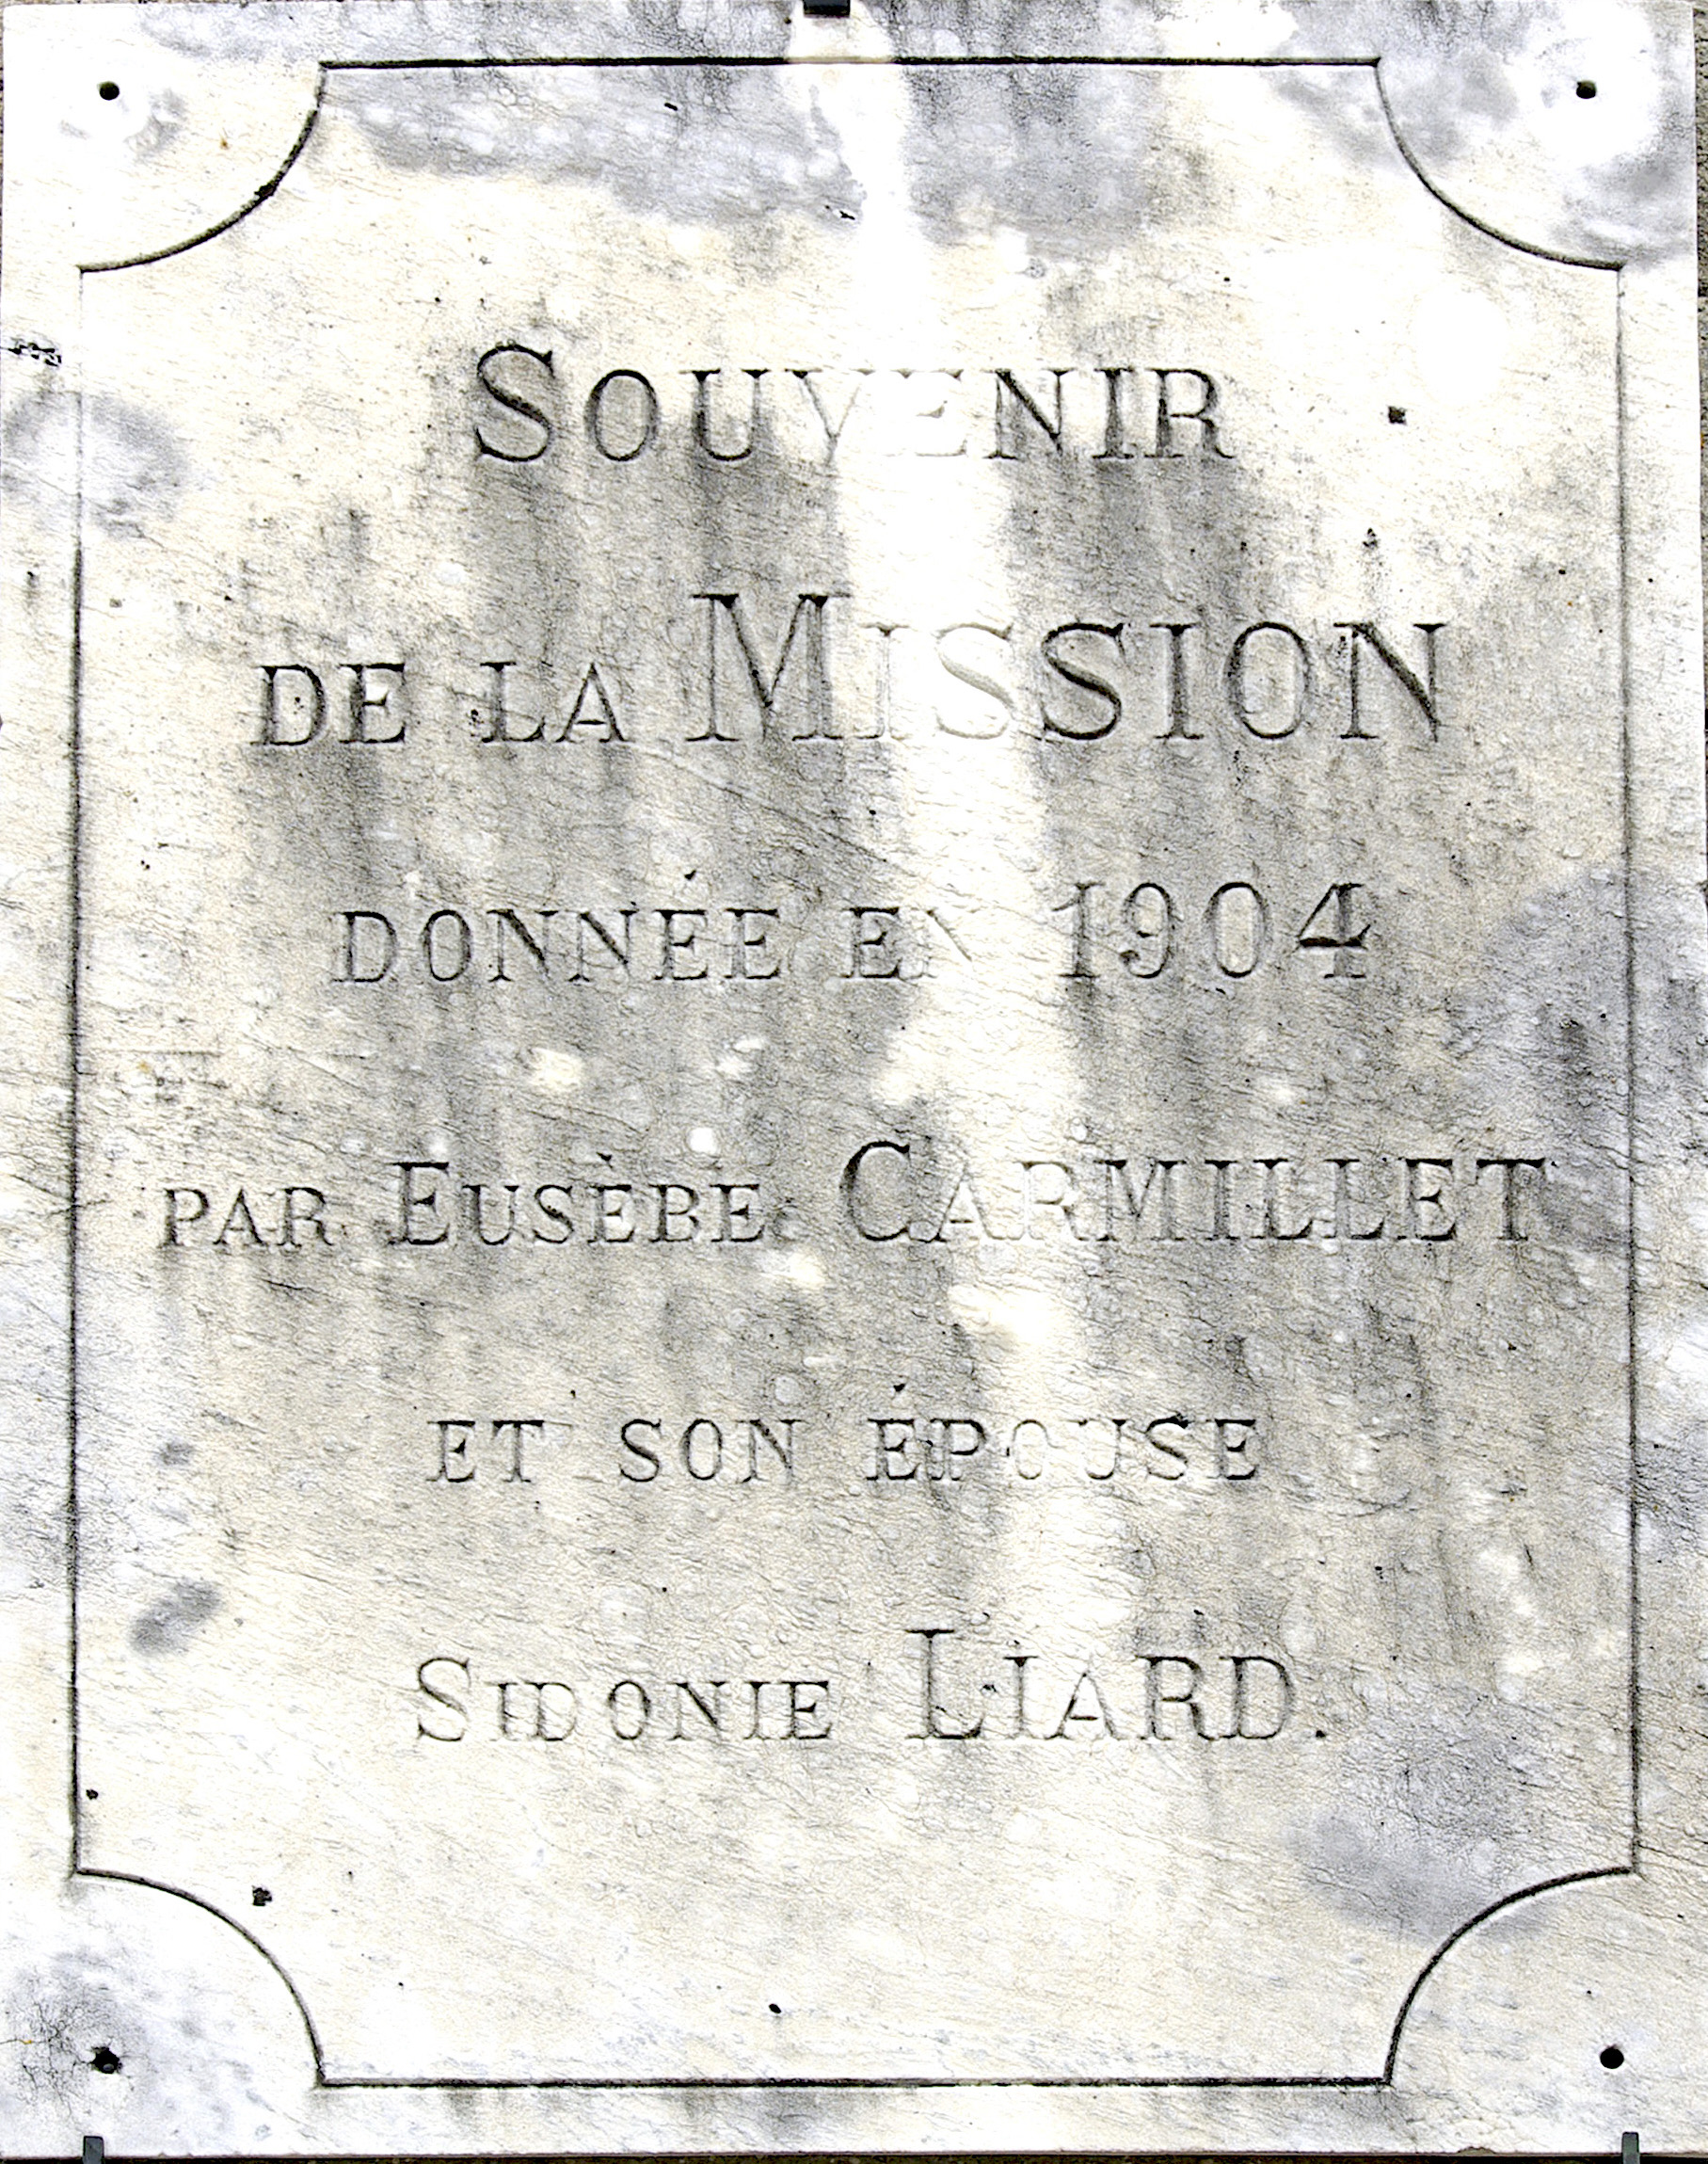 SOUVENIR
DE LA MISSION
DONNÉE EN 1904
PAR EUSÈBE CARMILLET
ET SON ÉPOUSE
SIDONIE LIARD.